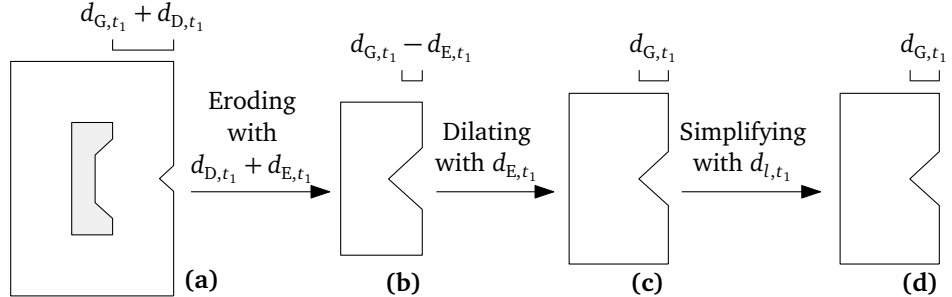 d_{G,t_1} + d_{D,t_1}
Eroding
with
d_{D,t_1} + d_{E,t_1}
(a)
d_{G,t_1} − d_{E,t_1}
Dilating
with d_{E,t_1}
(b)
d_{G,t_1}
Simplifying
with d_{l,t_1}
(c)
d_{G,t_1}
(d)